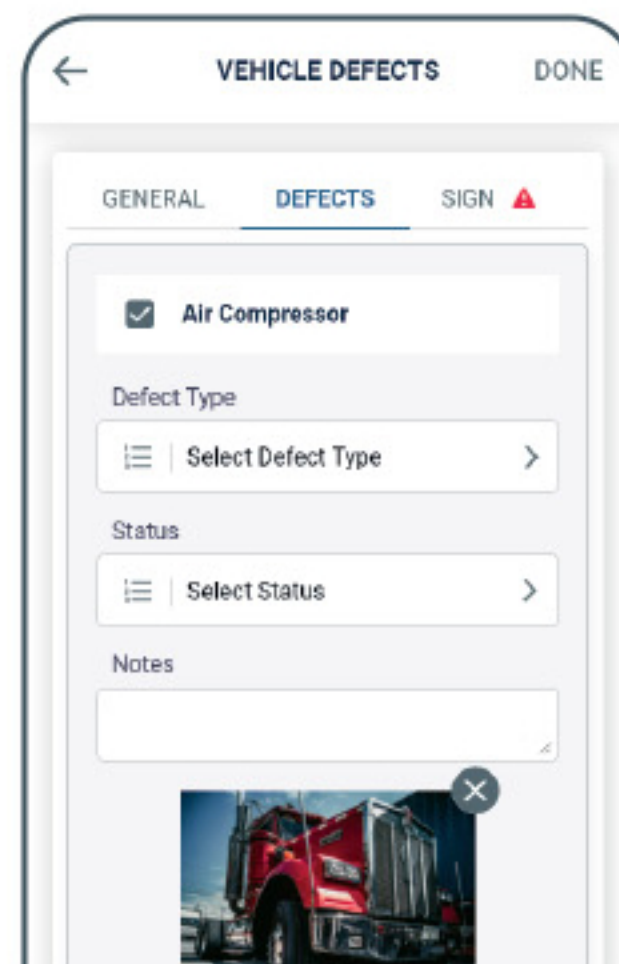 VEHICLE DEFECTS DONE
GENERAL DEFECTS SIGN
Air Compressor
Defect Type
Select Defect Type
Status
Select Status
Notes